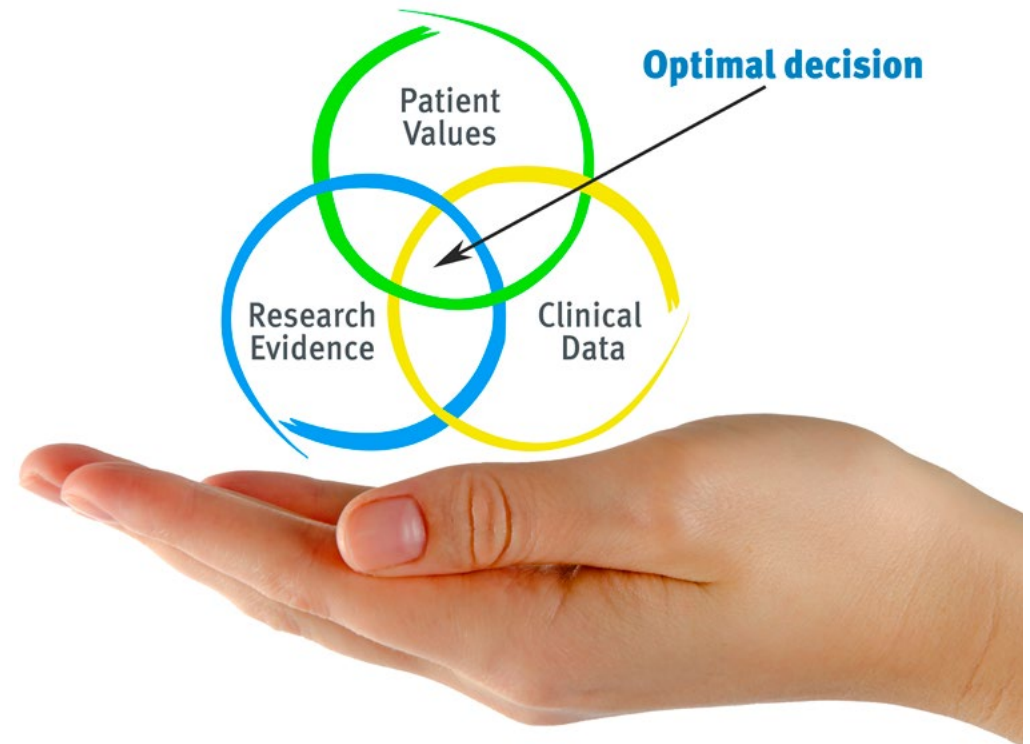 Optimal decision
Patient
Values
Research
Evidence
Clinical
Data